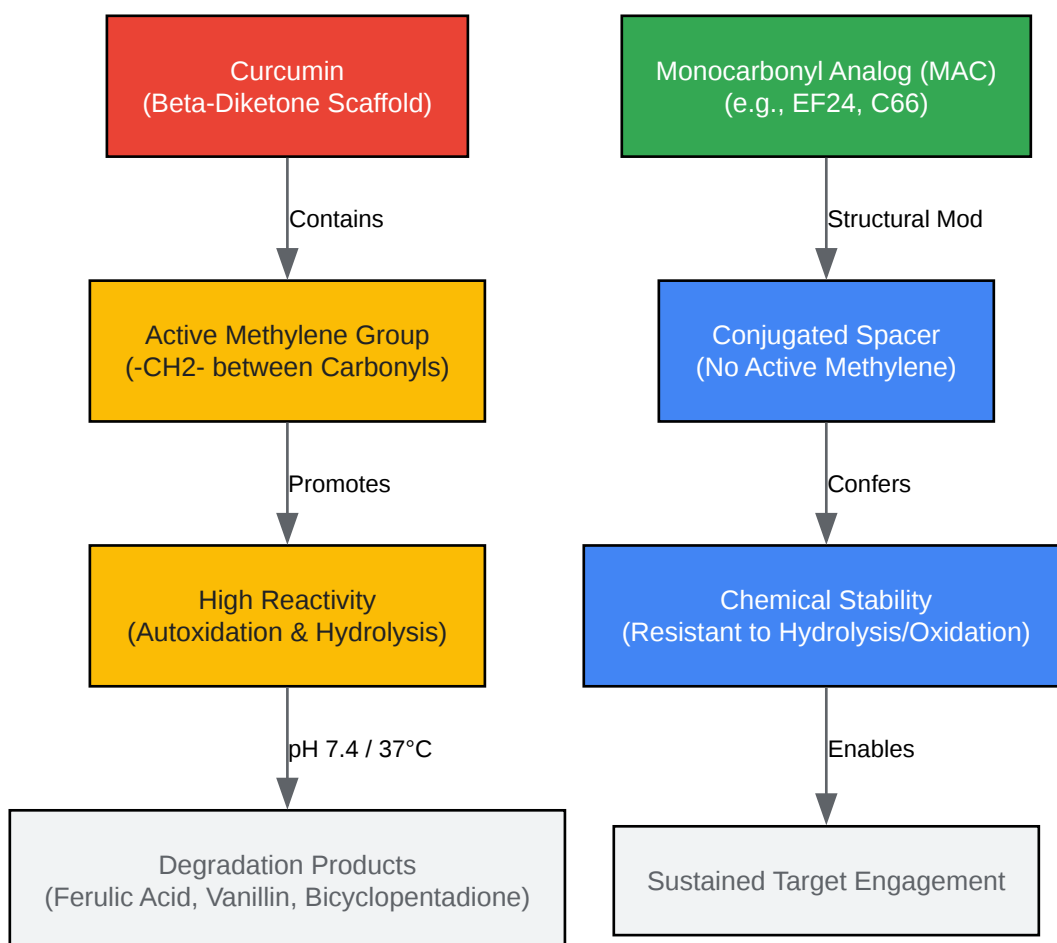 Curcumin
(Beta-Diketone Scaffold)
Contains
Active Methylene Group
(-CH2- between Carbonyls)
Promotes
High Reactivity
(Autoxidation & Hydrolysis)
pH 7.4 / 37°C
Degradation Products
(Ferulic Acid, Vanillin, Bicyclopentadione)
Monocarbonyl Analog (MAC)
(e.g., EF24, C66)
Structural Mod
Conjugated Spacer
(No Active Methylene)
Confers
Chemical Stability
(Resistant to Hydrolysis/Oxidation)
Enables
Sustained Target Engagement